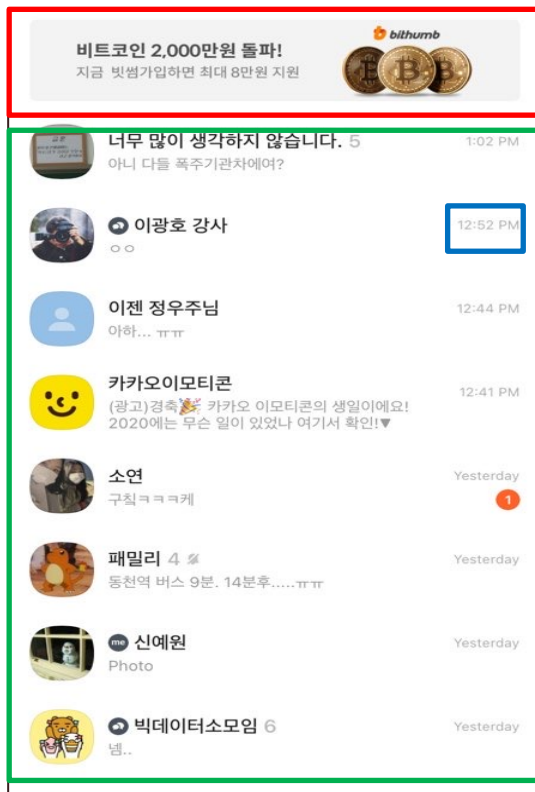 bithumb
비트코인 2,000만원 돌파!
지금 빗썸가입하면 최대 8만원 지원
너무 많이 생각하지 않습니다. 5 1:02 PM
아니 다들 폭주기관차에여?
이광호 강사 12:52 PM
ㅇㅇ
이젠 정우주님 12:44 PM
아하... ㅠㅠ
카카오이모티콘 12:41 PM
(광고)경축🎉 카카오 이모티콘의 생일이에요!
2020에는 무슨 일이 있었나 여기서 확인!▼
소연 Yesterday
구칰ㅋㅋㅋ케 1
패밀리 4 Yesterday
동천역 버스 9분. 14분후.....ㅠㅠ
me 신예원 Yesterday
Photo
빅데이터소모임 6 Yesterday
넴..